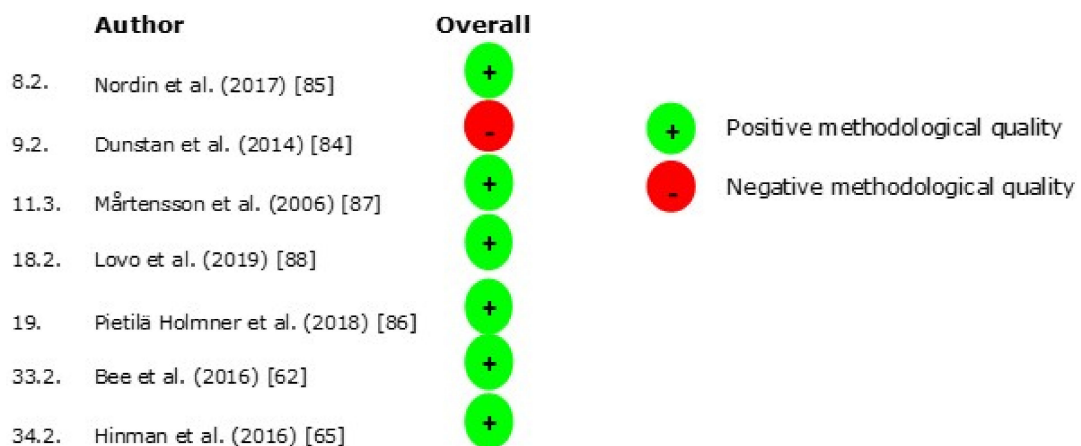 Author Overall
8.2. Nordin et al. (2017) [85] +
9.2. Dunstan et al. (2014) [84] -
11.3. Mårtensson et al. (2006) [87] +
18.2. Lovo et al. (2019) [88] +
19. Pietilä Holmner et al. (2018) [86] +
33.2. Bee et al. (2016) [62] +
34.2. Hinman et al. (2016) [65] +
+ Positive methodological quality
- Negative methodological quality